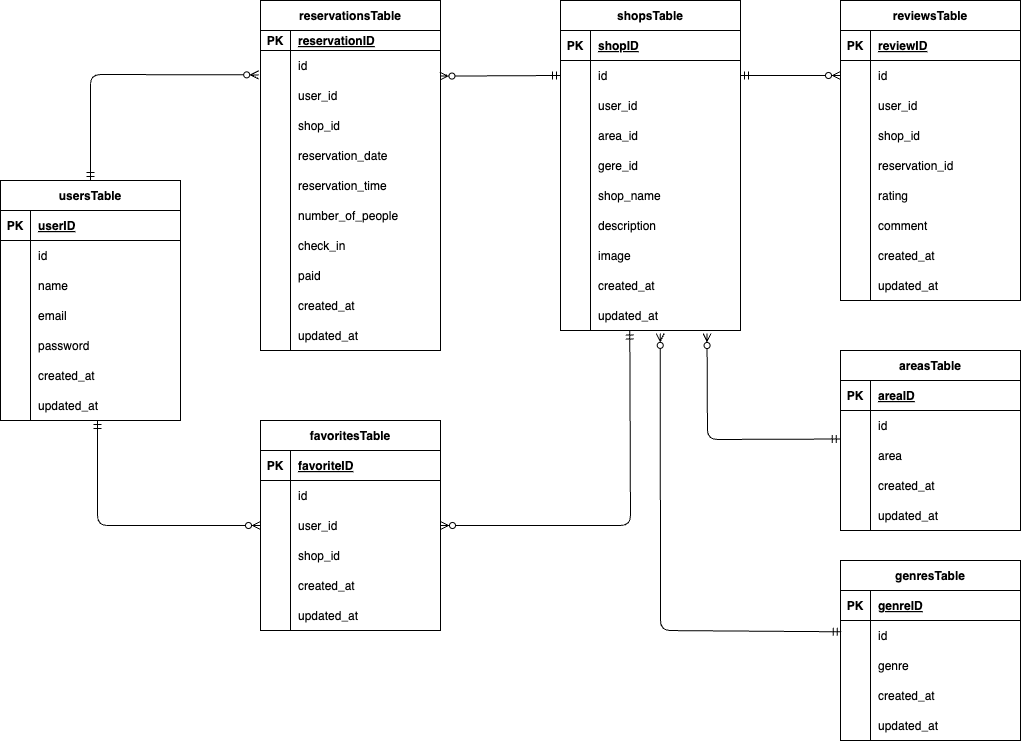 reservationsTable
PK reservationID
id
user_id
shop_id
reservation_date
reservation_time
number_of_people
check_in
paid
created_at
updated_at
shopsTable
PK shopID
id
user_id
area_id
gere_id
shop_name
description
image
created_at
updated_at
reviewsTable
PK reviewID
id
user_id
shop_id
reservation_id
rating
comment
created_at
updated_at
usersTable
PK userID
id
name
email
password
created_at
updated_at
favoritesTable
PK favoriteID
id
user_id
shop_id
created_at
updated_at
areasTable
PK areaID
id
area
created_at
updated_at
genresTable
PK genreID
id
genre
created_at
updated_at